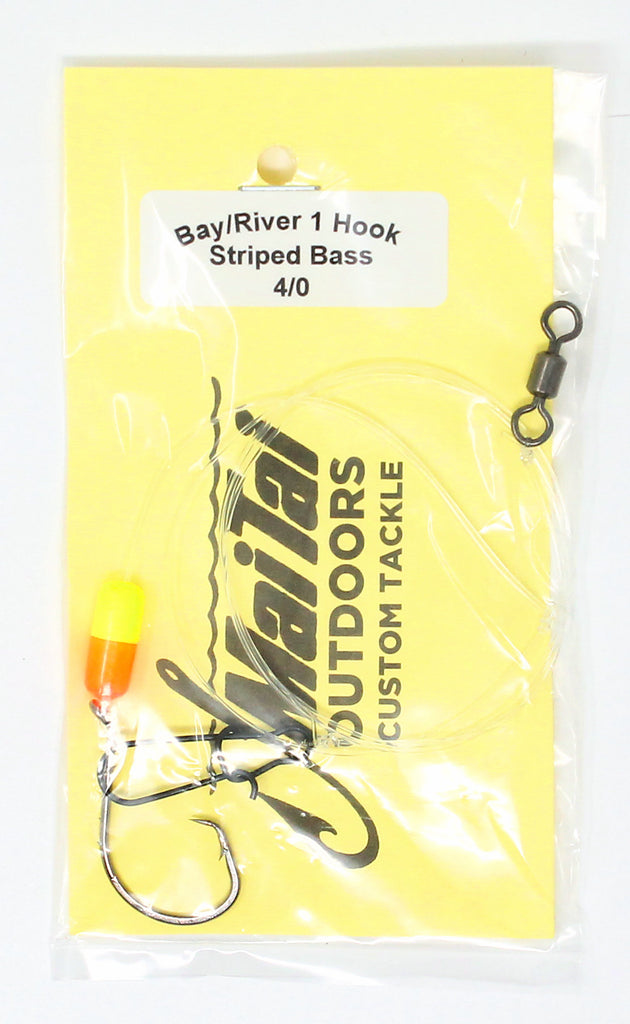 Bay/River 1 Hook
Striped Bass
4/0
MaiTai
OUTDOORS
CUSTOM TACKLE